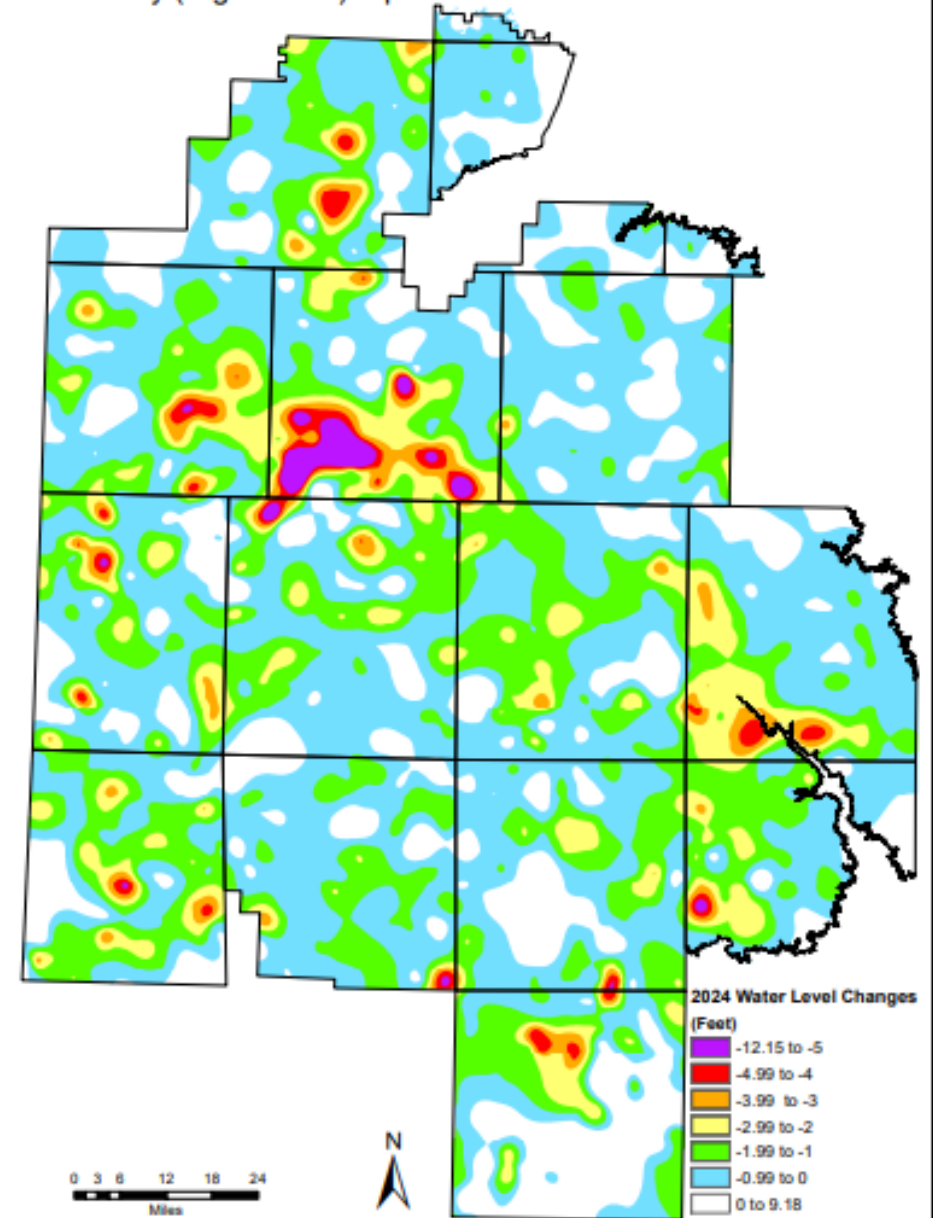 2024 Water Level Changes
(Feet)
-12.15 to -5
-4.99 to -4
-3.99 to -3
-2.99 to -2
-1.99 to -1
-0.99 to 0
0 to 9.18
N
0 3 6 12 18 24
Miles